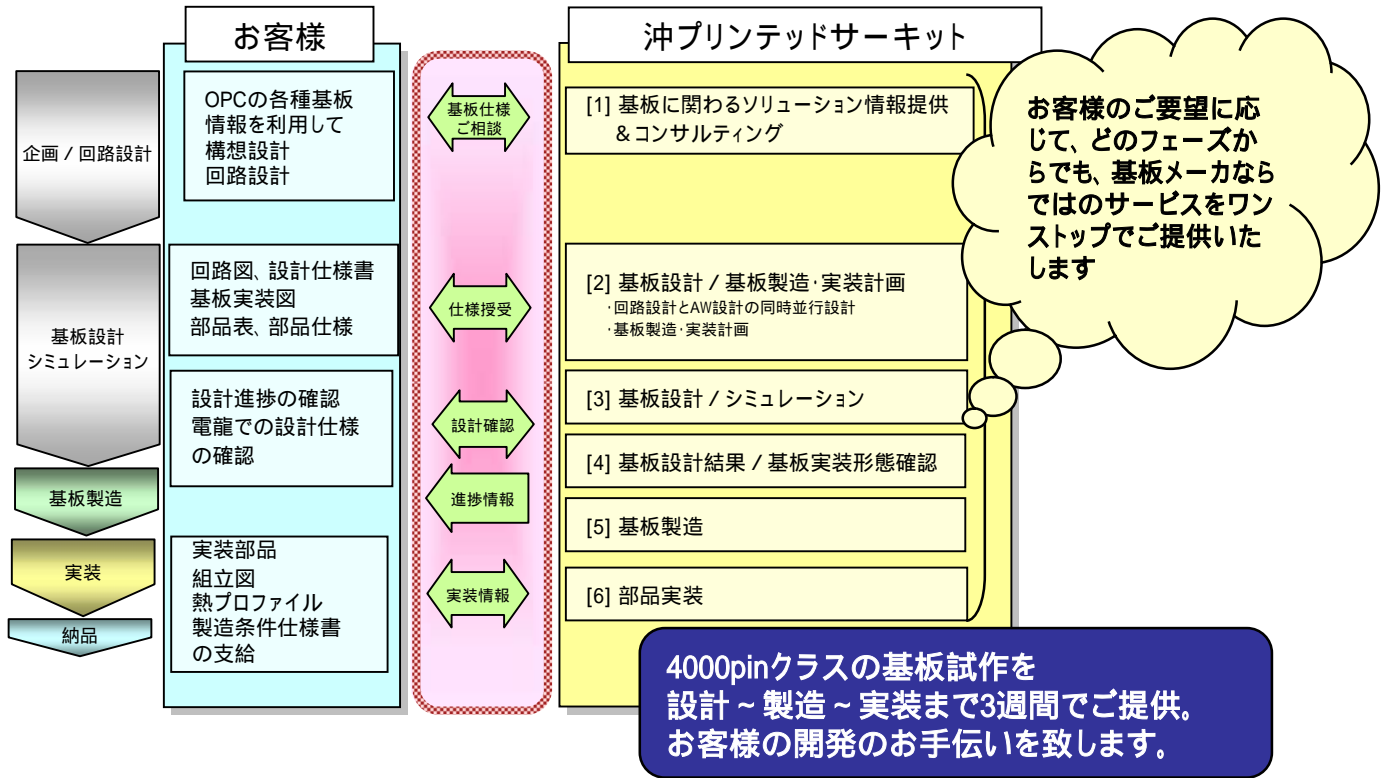 お客様
沖プリンテッドサーキット
企画 / 回路設計
OPCの各種基板
情報を利用して
構想設計
回路設計
基板仕様
ご相談
[1] 基板に関わるソリューション情報提供
&コンサルティング
お客様のご要望に応
じて、どのフェーズか
らでも、基板メーカなら
ではのサービスをワン
ストップでご提供いた
します
基板設計
シミュレーション
回路図、設計仕様書
基板実装図
部品表、部品仕様
仕様授受
[2] 基板設計 / 基板製造・実装計画
・回路設計とAW設計の同時並行設計
・基板製造・実装計画
設計進捗の確認
電龍での設計仕様
の確認
設計確認
[3] 基板設計 / シミュレーション
[4] 基板設計結果 / 基板実装形態確認
基板製造
進捗情報
[5] 基板製造
実装
実装部品
組立図
熱プロファイル
製造条件仕様書
の支給
実装情報
[6] 部品実装
納品
4000pinクラスの基板試作を
設計~製造~実装まで3週間でご提供。
お客様の開発のお手伝いを致します。